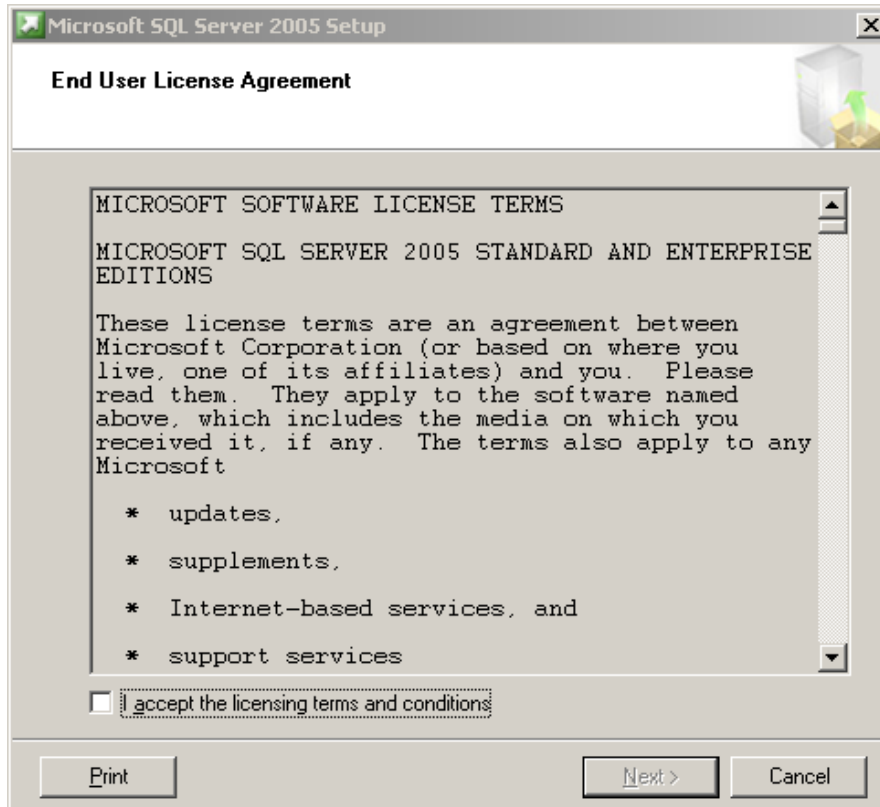 Microsoft SQL Server 2005 Setup
End User License Agreement
MICROSOFT SOFTWARE LICENSE TERMS
MICROSOFT SQL SERVER 2005 STANDARD AND ENTERPRISE
EDITIONS
These license terms are an agreement between
Microsoft Corporation (or based on where you
live, one of its affiliates) and you.  Please
read them.  They apply to the software named
above, which includes the media on which you
received it, if any.  The terms also apply to any
Microsoft
*  updates,
*  supplements,
*  Internet-based services, and
*  support services
I accept the licensing terms and conditions
Print
Next >
Cancel